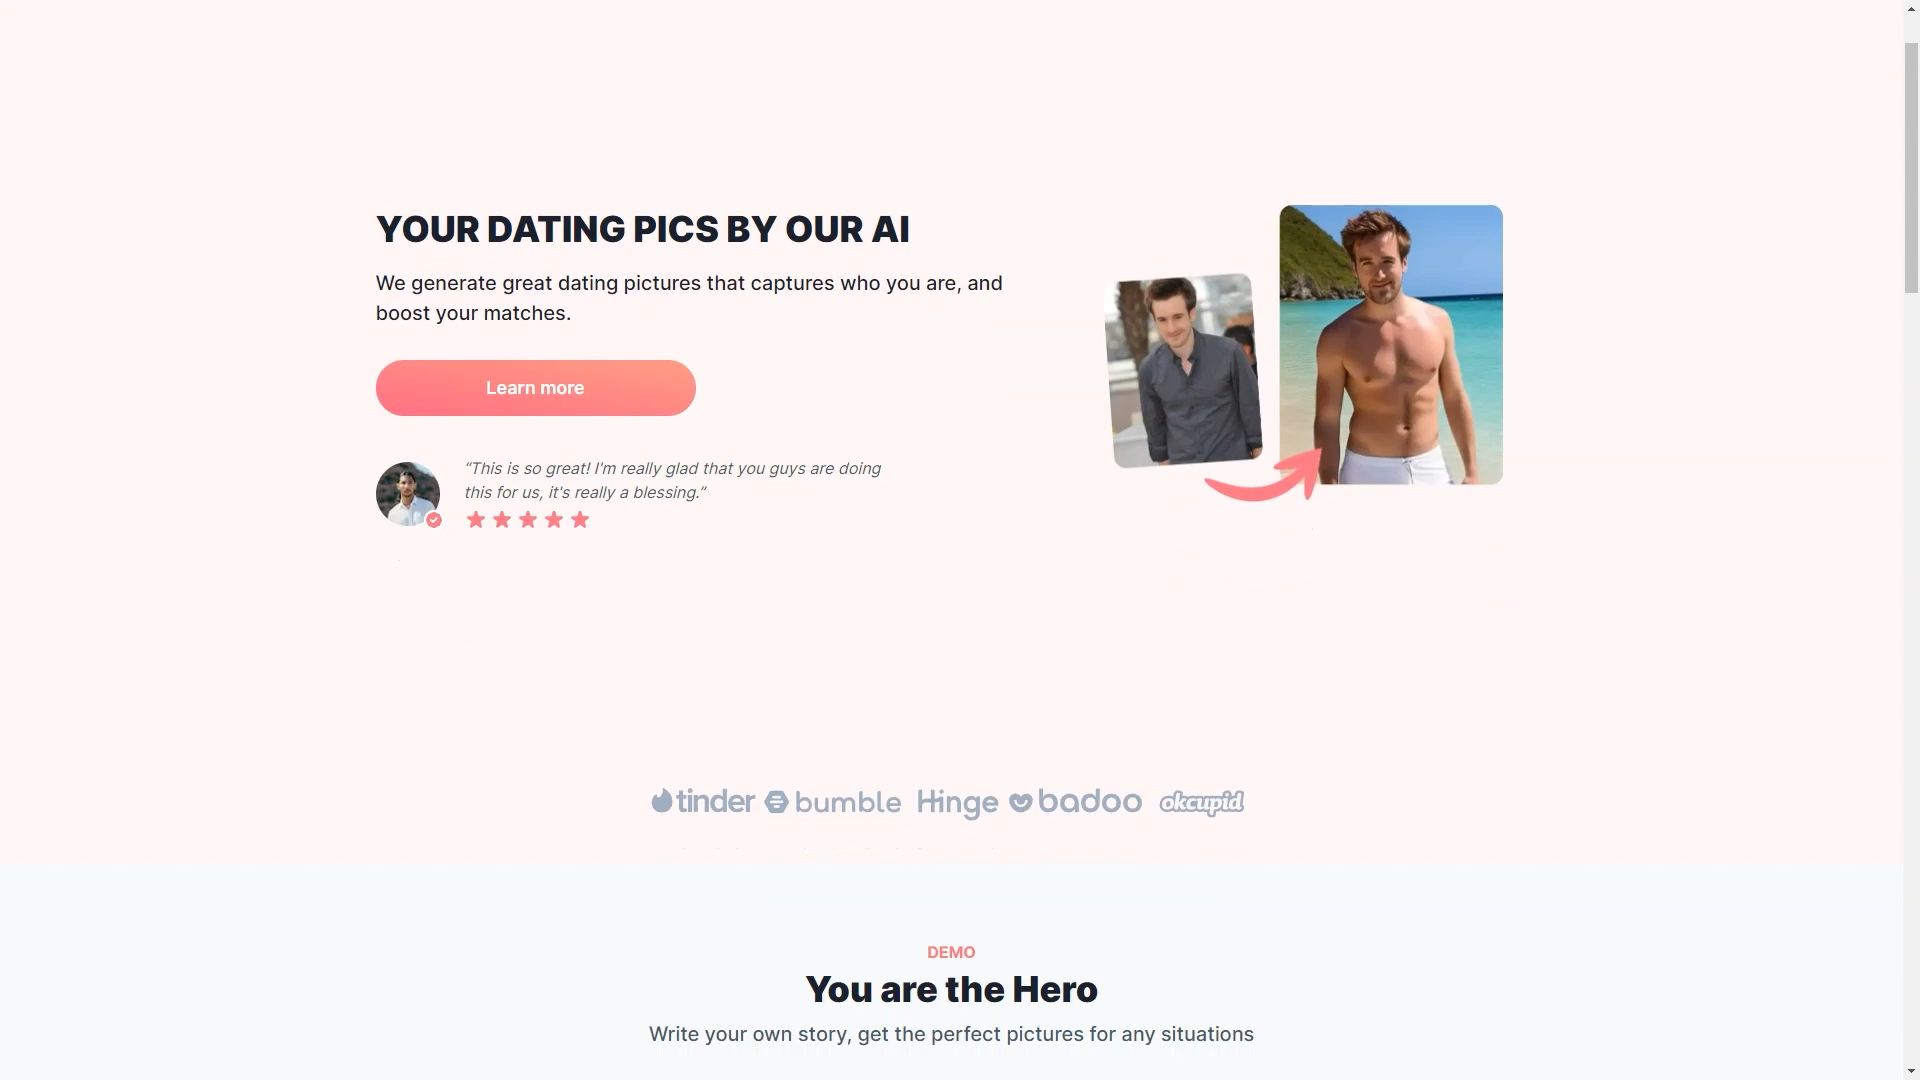 YOUR DATING PICS BY OUR AI
We generate great dating pictures that captures who you are, and
boost your matches.
Learn more
“This is so great! I'm really glad that you guys are doing
this for us, it's really a blessing.”
tinder bumble Hinge badoo okcupid
DEMO
You are the Hero
Write your own story, get the perfect pictures for any situations